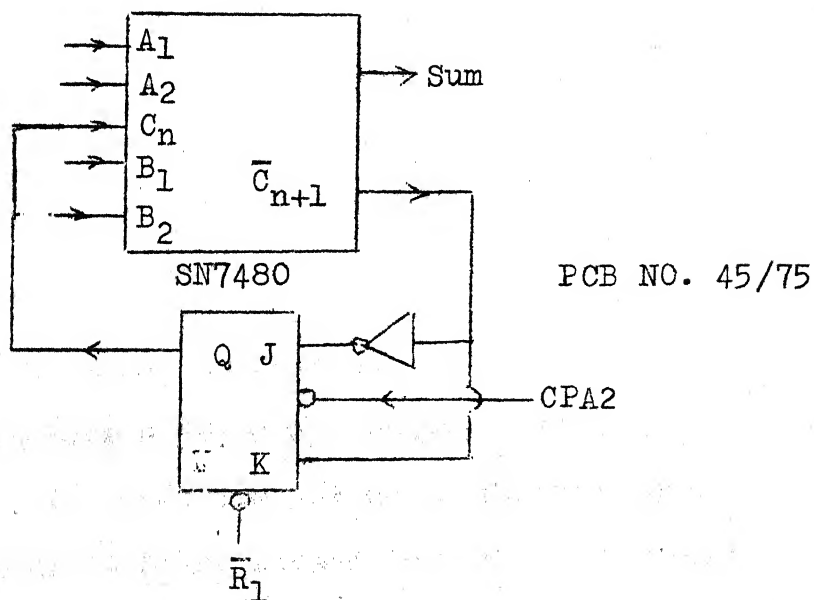 A₁
A₂
Sum
Cₙ
B₁
C̅ₙ₊₁
B₂
SN7480
PCB NO. 45/75
Q J
CPA2
K
R̅₁